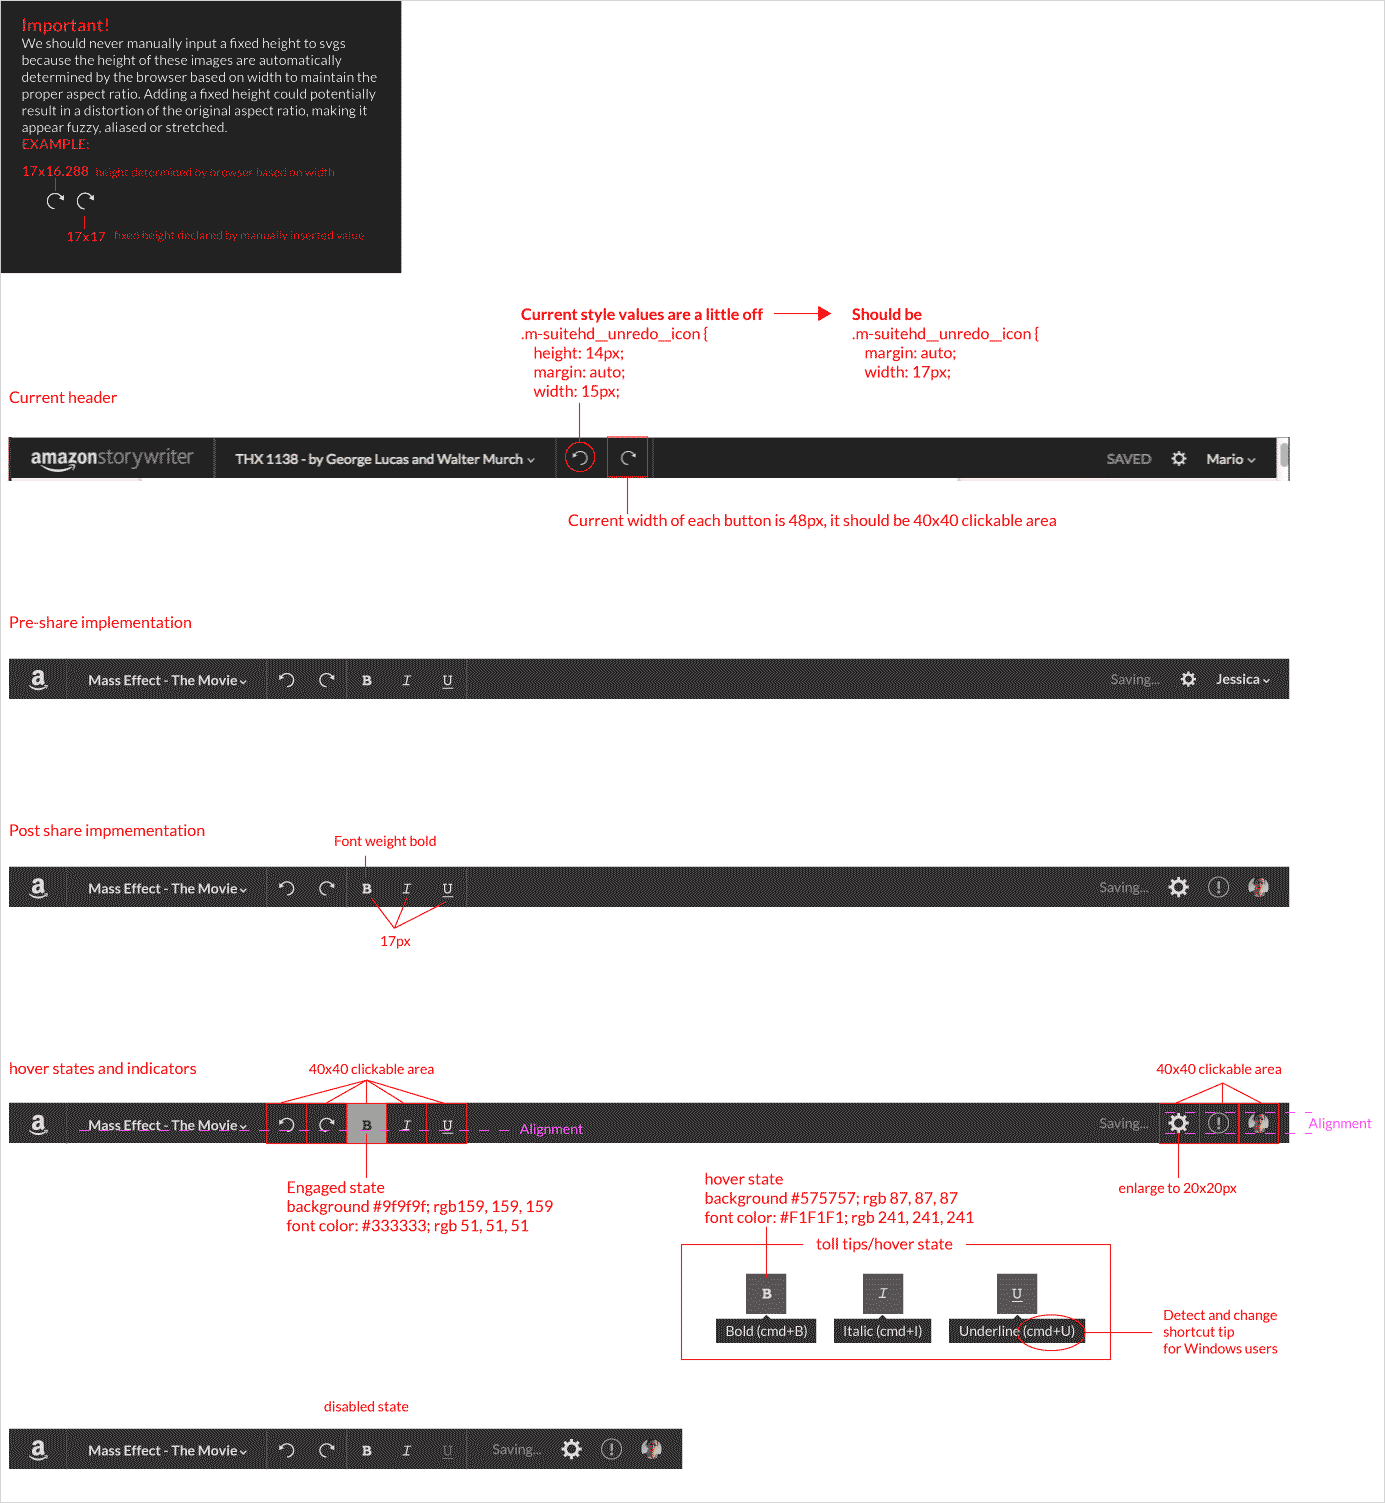 Important!
We should never manually input a fixed height to svgs
because the height of these images are automatically
determined by the browser based on width to maintain the
proper aspect ratio. Adding a fixed height could potentially
result in a distortion of the original aspect ratio, making it
appear fuzzy, aliased or stretched.
EXAMPLE:
17x16.288 height determined by browser based on width
17x17 fixed height declared by manually inserted value
Current style values are a little off
.m-suitehd__unredo__icon {
height: 14px;
margin: auto;
width: 15px;
Should be
.m-suitehd__unredo__icon {
margin: auto;
width: 17px;
Current header
amazonstorywriter THX 1138 - by George Lucas and Walter Murch SAVED Mario
Current width of each button is 48px, it should be 40x40 clickable area
Pre-share implementation
a Mass Effect - The Movie B I U Saving... Jessica
Post share impmementation
Font weight bold
a Mass Effect - The Movie B I U Saving... !
17px
hover states and indicators
40x40 clickable area
40x40 clickable area
a Mass Effect - The Movie B I U Saving... !
Alignment
Alignment
Engaged state
background #9f9f9f; rgb159, 159, 159
font color: #333333; rgb 51, 51, 51
enlarge to 20x20px
hover state
background #575757; rgb 87, 87, 87
font color: #F1F1F1; rgb 241, 241, 241
toll tips/hover state
B I U
Bold (cmd+B) Italic (cmd+I) Underline (cmd+U)
Detect and change
shortcut tip
for Windows users
disabled state
a Mass Effect - The Movie B I U Saving... !